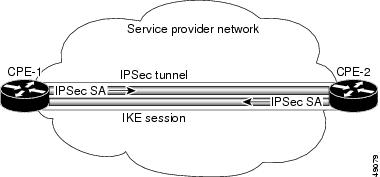 Service provider network
CPE-1
CPE-2
IPSec tunnel
IPSec SA
IPSec SA
IKE session
49079